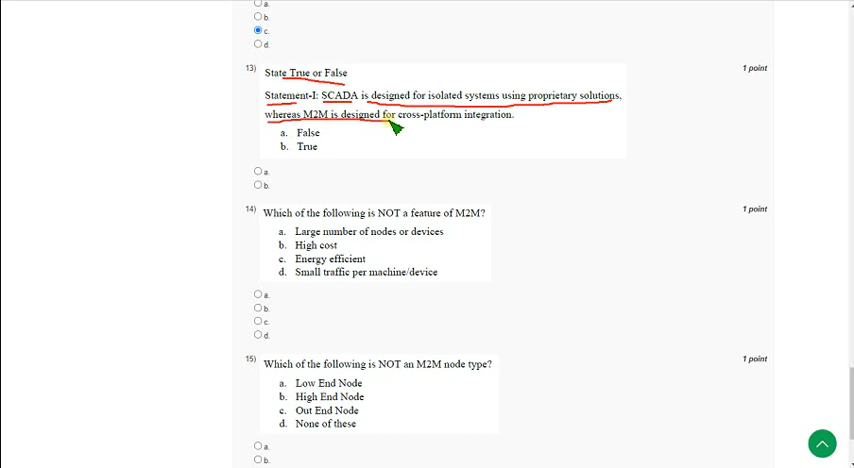 a.
b.
c.
d.
13) State True or False 1 point
Statement-I: SCADA is designed for isolated systems using proprietary solutions,
whereas M2M is designed for cross-platform integration.
a. False
b. True
a.
b.
14) Which of the following is NOT a feature of M2M? 1 point
a. Large number of nodes or devices
b. High cost
c. Energy efficient
d. Small traffic per machine/device
a.
b.
c.
d.
15) Which of the following is NOT an M2M node type? 1 point
a. Low End Node
b. High End Node
c. Out End Node
d. None of these
a.
b.